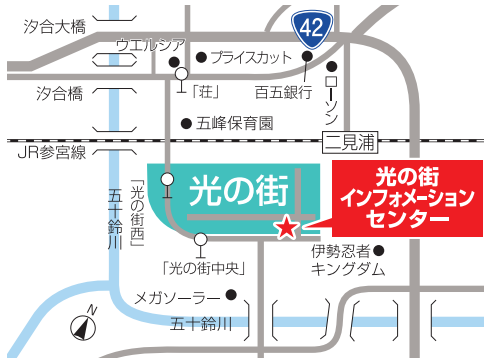 汐合大橋
42
ウエルシア
プライスカット
汐合橋
「荘」
百五銀行
ローソン
五峰保育園
二見浦
JR参宮線
光の街
光の街
インフォメーション
センター
「光の街西」
五十鈴川
「光の街中央」
伊勢忍者
キングダム
メガソーラー
五十鈴川
N